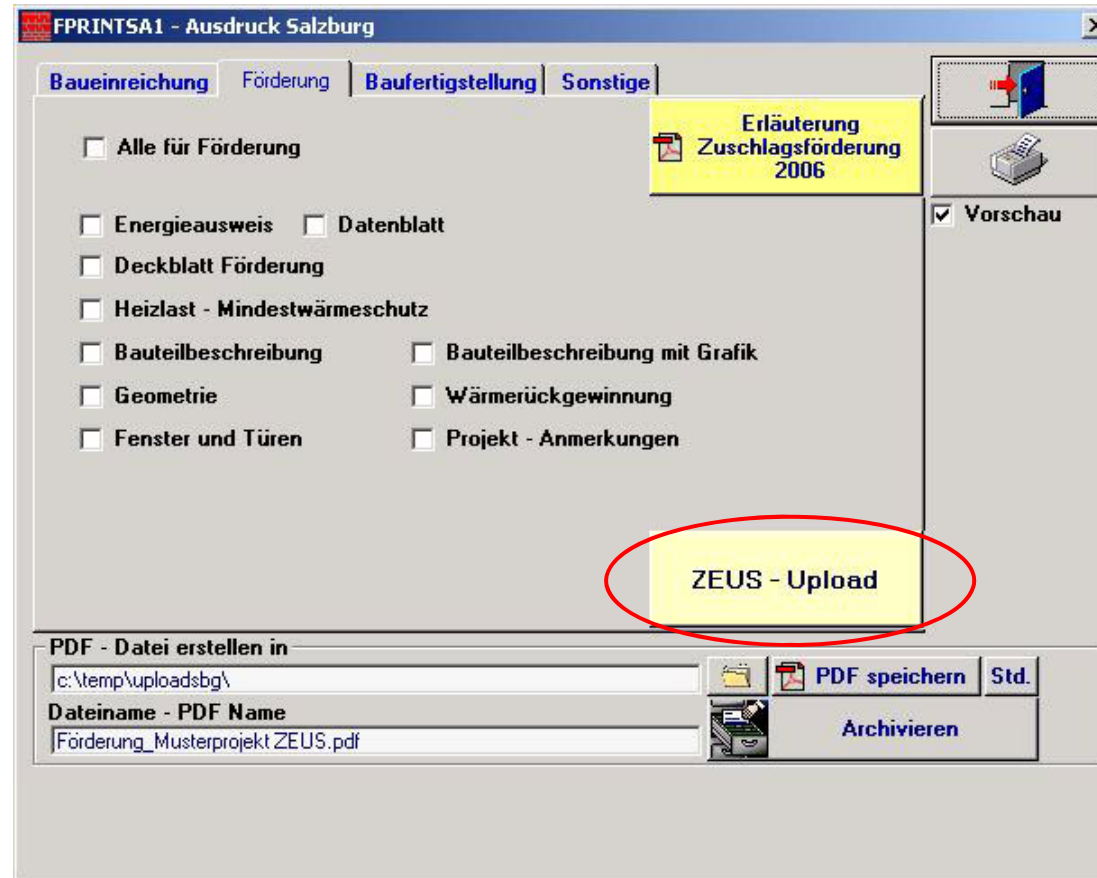 FPRINTSA1 - Ausdruck Salzburg
Baueinreichung Förderung Baufertigstellung Sonstige
Alle für Förderung
Erläuterung
Zuschlagsförderung
2006
Vorschau
Energieausweis Datenblatt
Deckblatt Förderung
Heizlast - Mindestwärmeschutz
Bauteilbeschreibung Bauteilbeschreibung mit Grafik
Geometrie Wärmerückgewinnung
Fenster und Türen Projekt - Anmerkungen
ZEUS - Upload
PDF - Datei erstellen in
c:\temp\uploadsbg\ PDF speichern Std.
Dateiname - PDF Name
Förderung_Musterprojekt ZEUS.pdf Archivieren